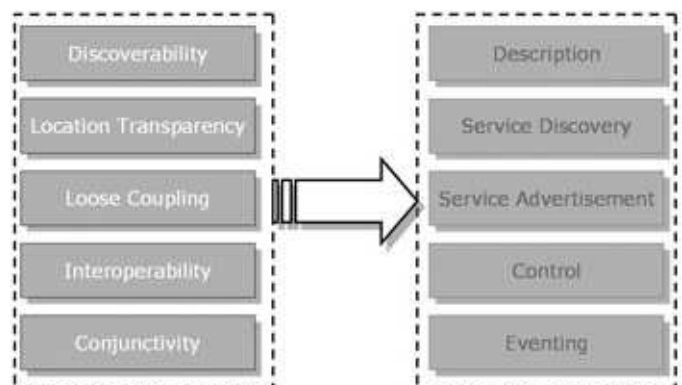 Discoverability
Location Transparency
Loose Coupling
Interoperability
Conjunctivity
Description
Service Discovery
Service Advertisement
Control
Eventing